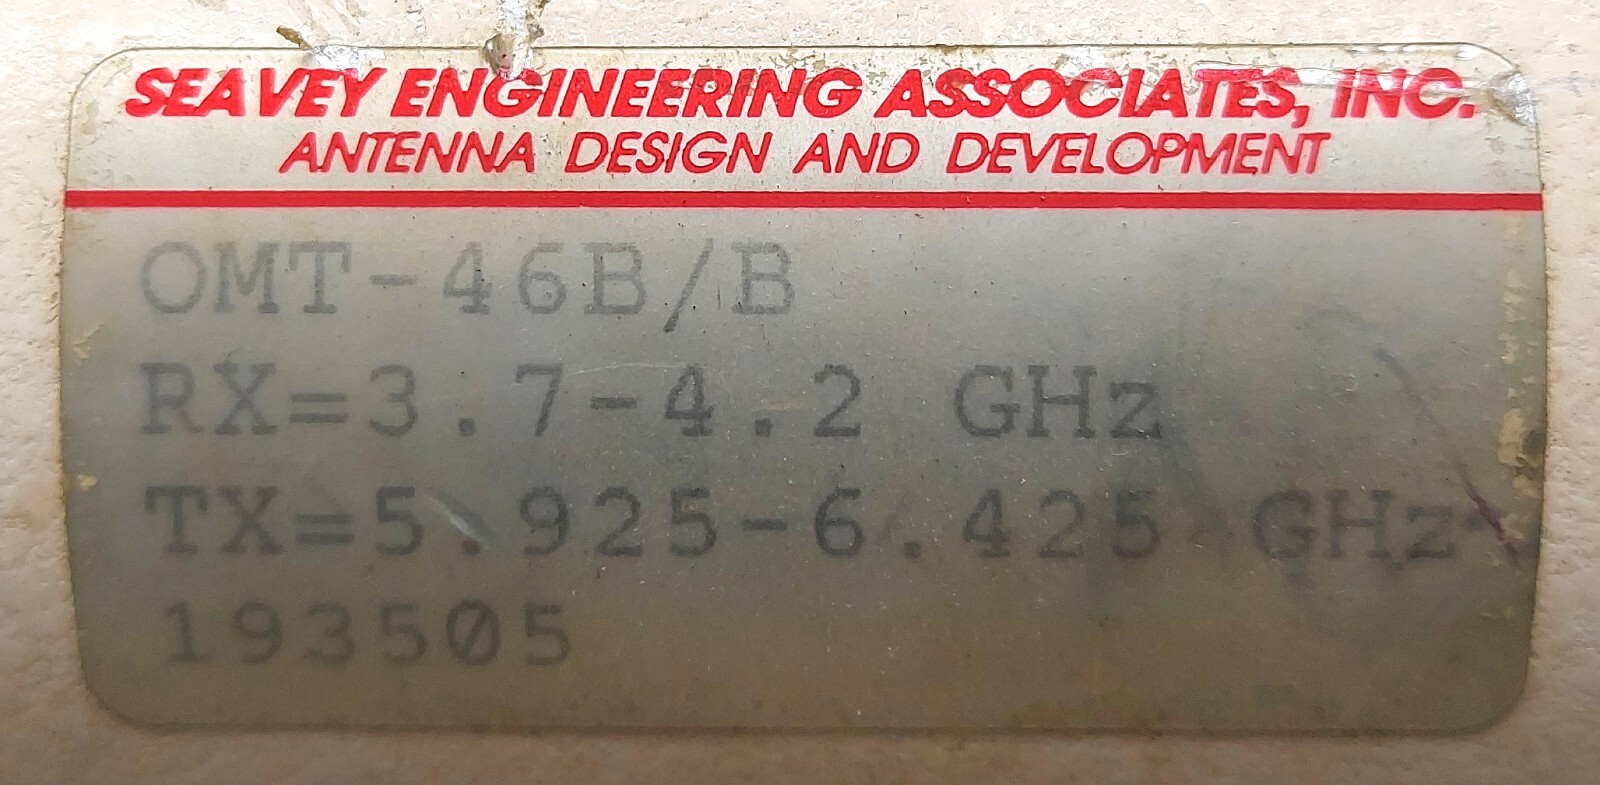 SEAVEY ENGINEERING ASSOCIATES, INC.
ANTENNA DESIGN AND DEVELOPMENT
OMT-46B/B
RX=3.7-4.2 GHz
TX=5.925-6.425 GHz
193505